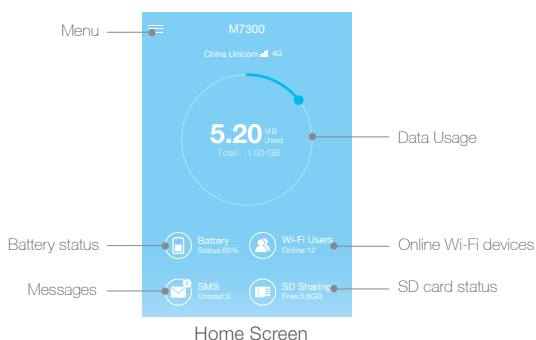 Menu
M7300
China Unicom 4G
5.20 MB Used
Total: 1.00 GB
Data Usage
Battery status
Battery
Status:60%
Wi-Fi Users
Online:12
Online Wi-Fi devices
Messages
3
SMS
Unread:3
SD Sharing
Free:3.6GB
SD card status
Home Screen